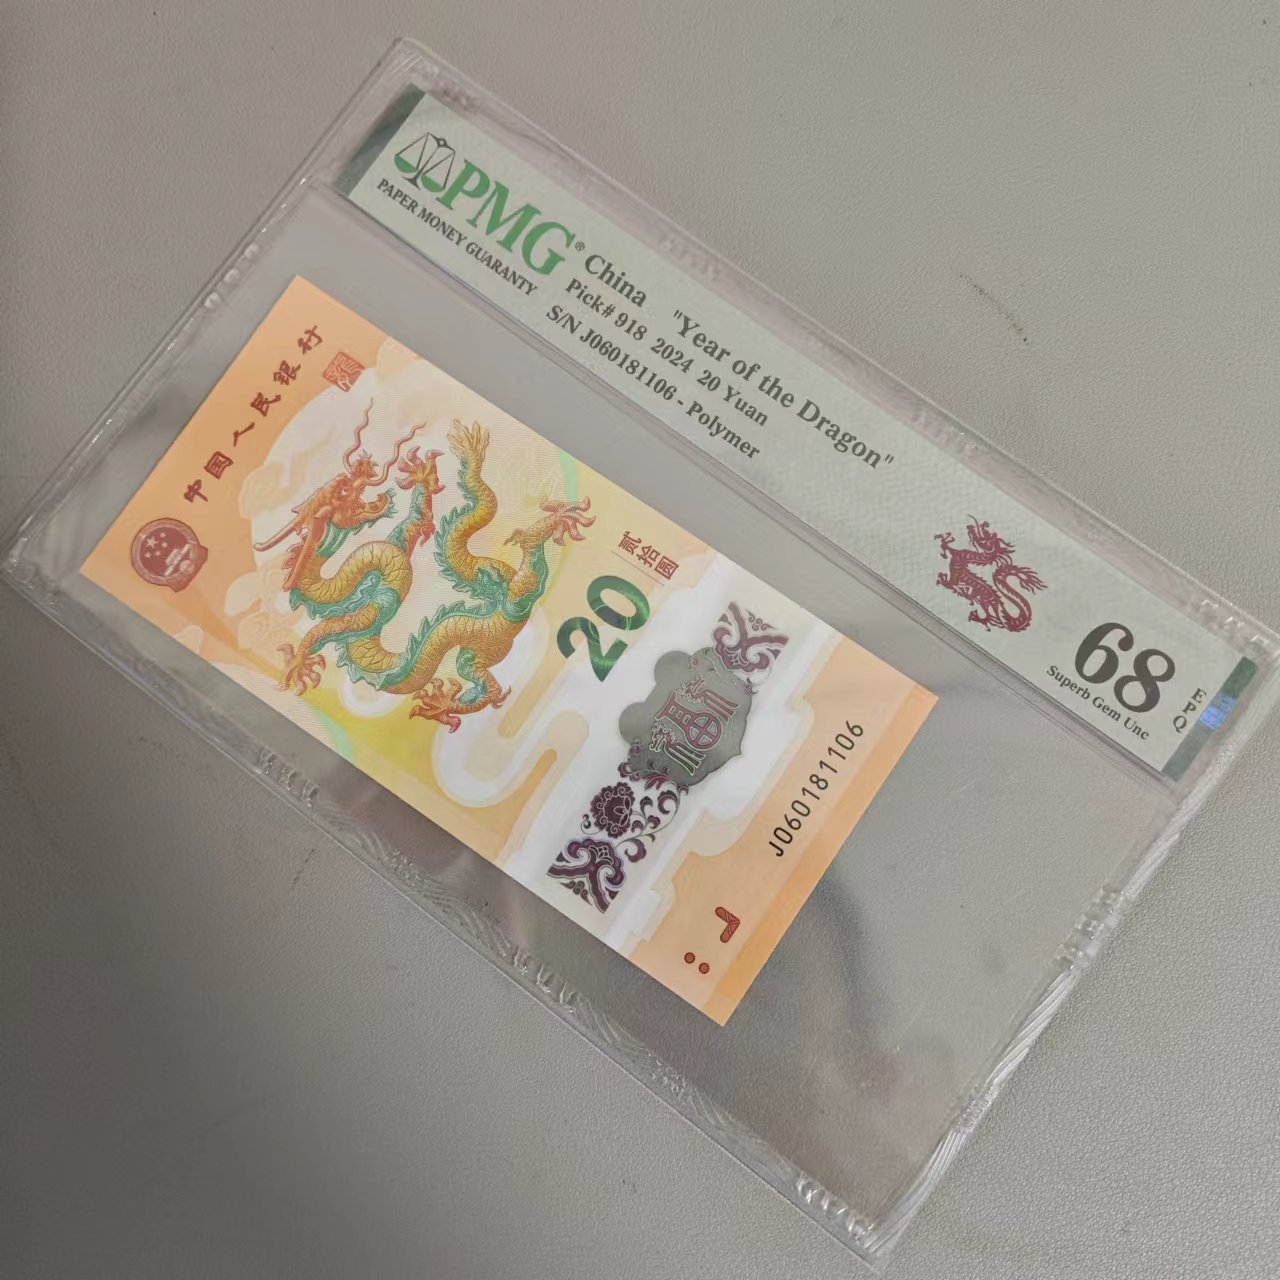 PMG®
PAPER MONEY GUARANTY
China "Year of the Dragon"
Pick# 918 2024 20 Yuan
S/N J060181106 - Polymer
68
EPQ
Superb Gem Unc
中国人民银行
贰拾圆
20
福
J060181106